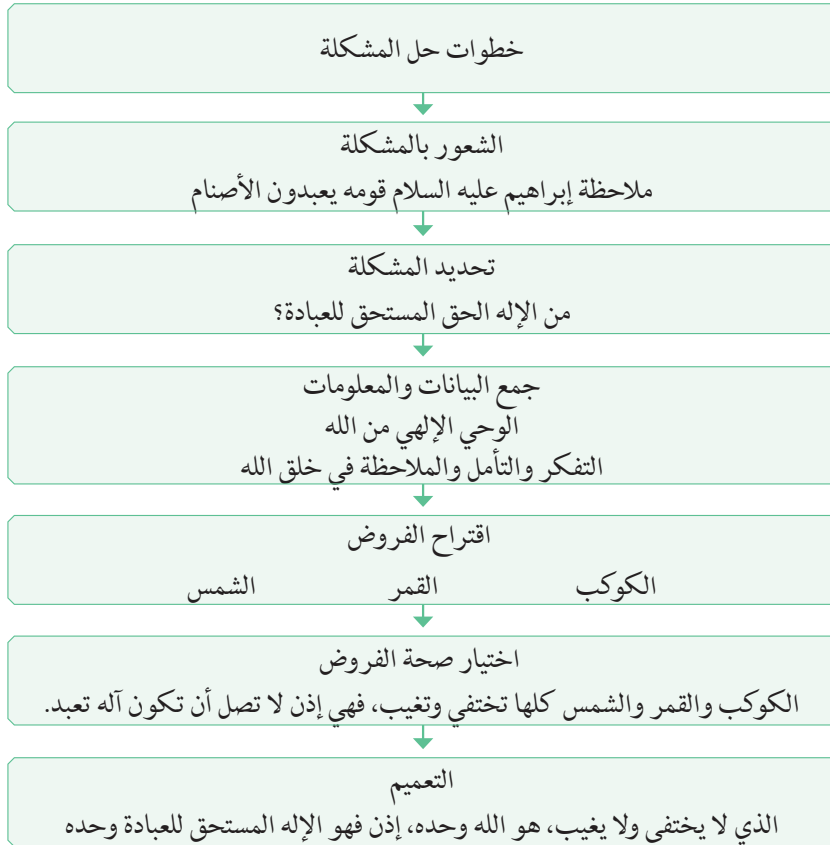 خطوات حل المشكلة
الشعور بالمشكلة
ملاحظة إبراهيم عليه السلام قومه يعبدون الأصنام
تحديد المشكلة
من الإله الحق المستحق للعبادة؟
جمع البيانات والمعلومات
الوحي الإلهي من الله
التفكر والتأمل والملاحظة في خلق الله
اقتراح الفروض
الكوكب القمر الشمس
اختيار صحة الفروض
الكوكب والقمر والشمس كلها تختفي وتغيب، فهي إذن لا تصل أن تكون آله تعبد.
التعميم
الذي لا يختفي ولا يغيب، هو الله وحده، إذن فهو الإله المستحق للعبادة وحده